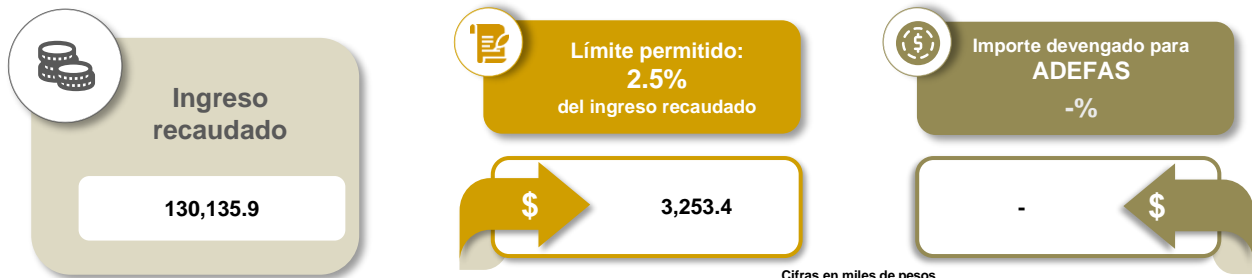 Ingreso
recaudado
130,135.9
Límite permitido:
2.5%
del ingreso recaudado
$ 3,253.4
Importe devengado para
ADEFAS
-%
- $
Cifras en miles de pesos